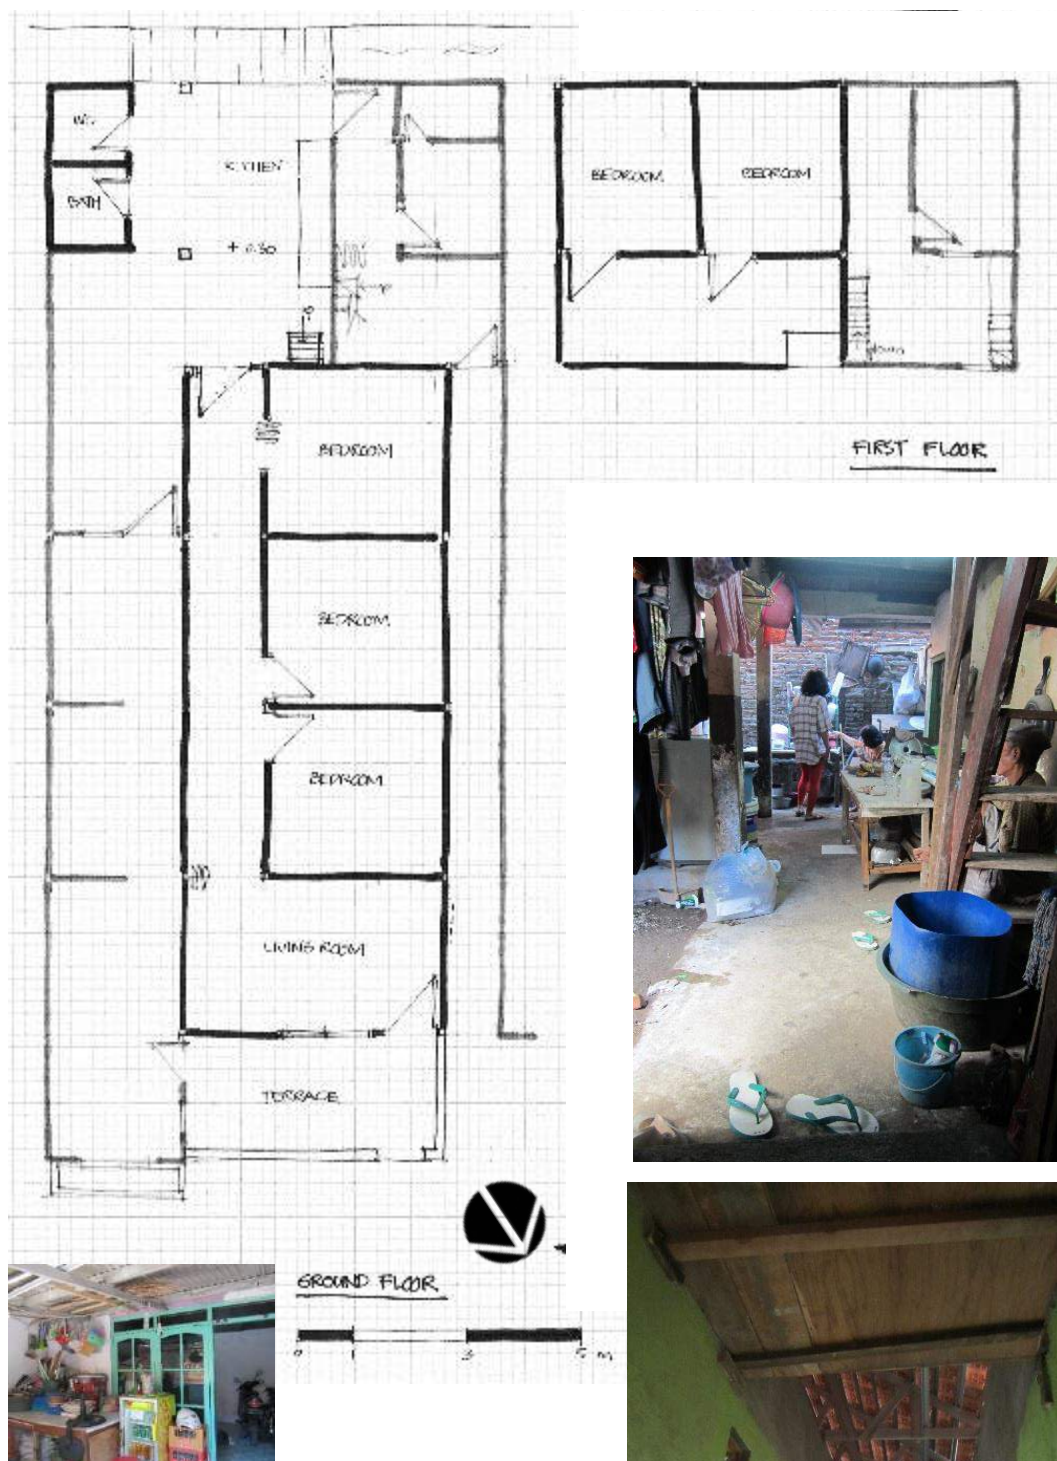 WC
KITCHEN
BATH
+ 0.30
BEDROOM
BEDROOM
down
FIRST FLOOR
BEDROOM
BEDROOM
BEDROOM
LIVING ROOM
TERRACE
GROUND FLOOR
0 1 3 5 m